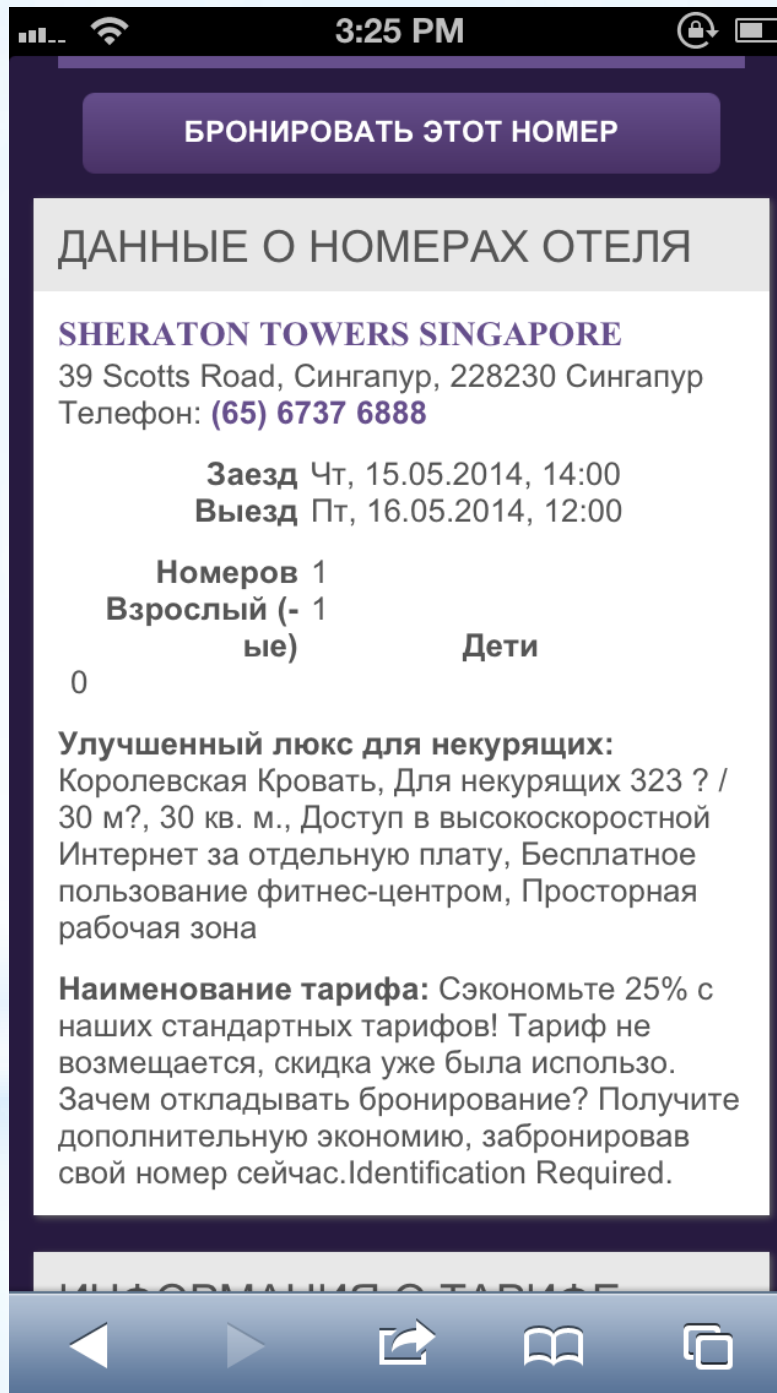 3:25 PM
БРОНИРОВАТЬ ЭТОТ НОМЕР
ДАННЫЕ О НОМЕРАХ ОТЕЛЯ
SHERATON TOWERS SINGAPORE
39 Scotts Road, Сингапур, 228230 Сингапур
Телефон: (65) 6737 6888
Заезд Чт, 15.05.2014, 14:00
Выезд Пт, 16.05.2014, 12:00
Номеров 1
Взрослый (- 1
ые) Дети
0
Улучшенный люкс для некурящих:
Королевская Кровать, Для некурящих 323 ? /
30 м?, 30 кв. м., Доступ в высокоскоростной
Интернет за отдельную плату, Бесплатное
пользование фитнес-центром, Просторная
рабочая зона
Наименование тарифа: Сэкономьте 25% с
наших стандартных тарифов! Тариф не
возмещается, скидка уже была использо.
Зачем откладывать бронирование? Получите
дополнительную экономию, забронировав
свой номер сейчас.Identification Required.
ИНФОРМАЦИЯ О ТАРИФЕ